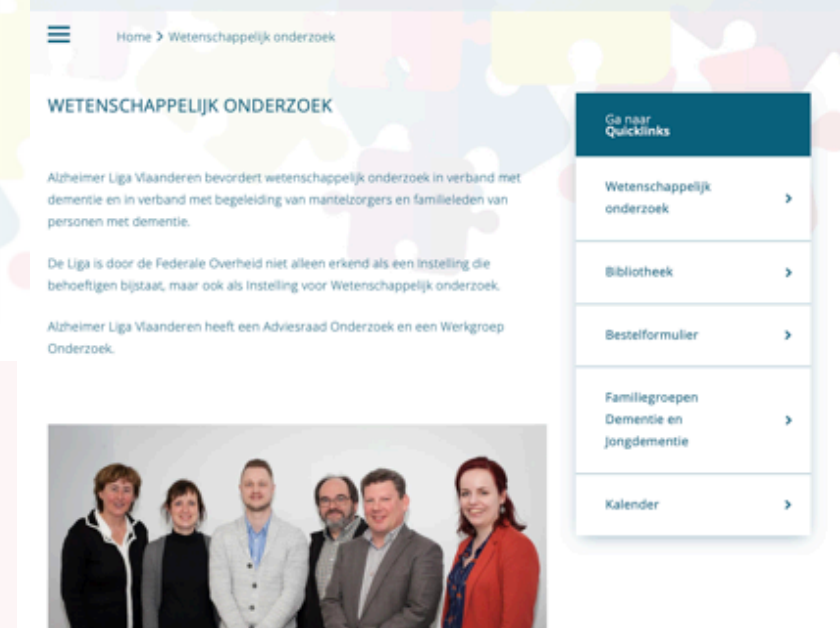 Home > Wetenschappelijk onderzoek
WETENSCHAPPELIJK ONDERZOEK
Alzheimer Liga Vlaanderen bevordert wetenschappelijk onderzoek in verband met
dementie en in verband met begeleiding van mantelzorgers en familieleden van
personen met dementie.
De Liga is door de Federale Overheid niet alleen erkend als een Instelling die
behoeftigen bijstaat, maar ook als Instelling voor Wetenschappelijk onderzoek.
Alzheimer Liga Vlaanderen heeft een Adviesraad Onderzoek en een Werkgroep
Onderzoek.
Ga naar
Quicklinks
Wetenschappelijk
onderzoek
Bibliotheek
Bestelformulier
Familiegroepen
Dementie en
Jongdementie
Kalender